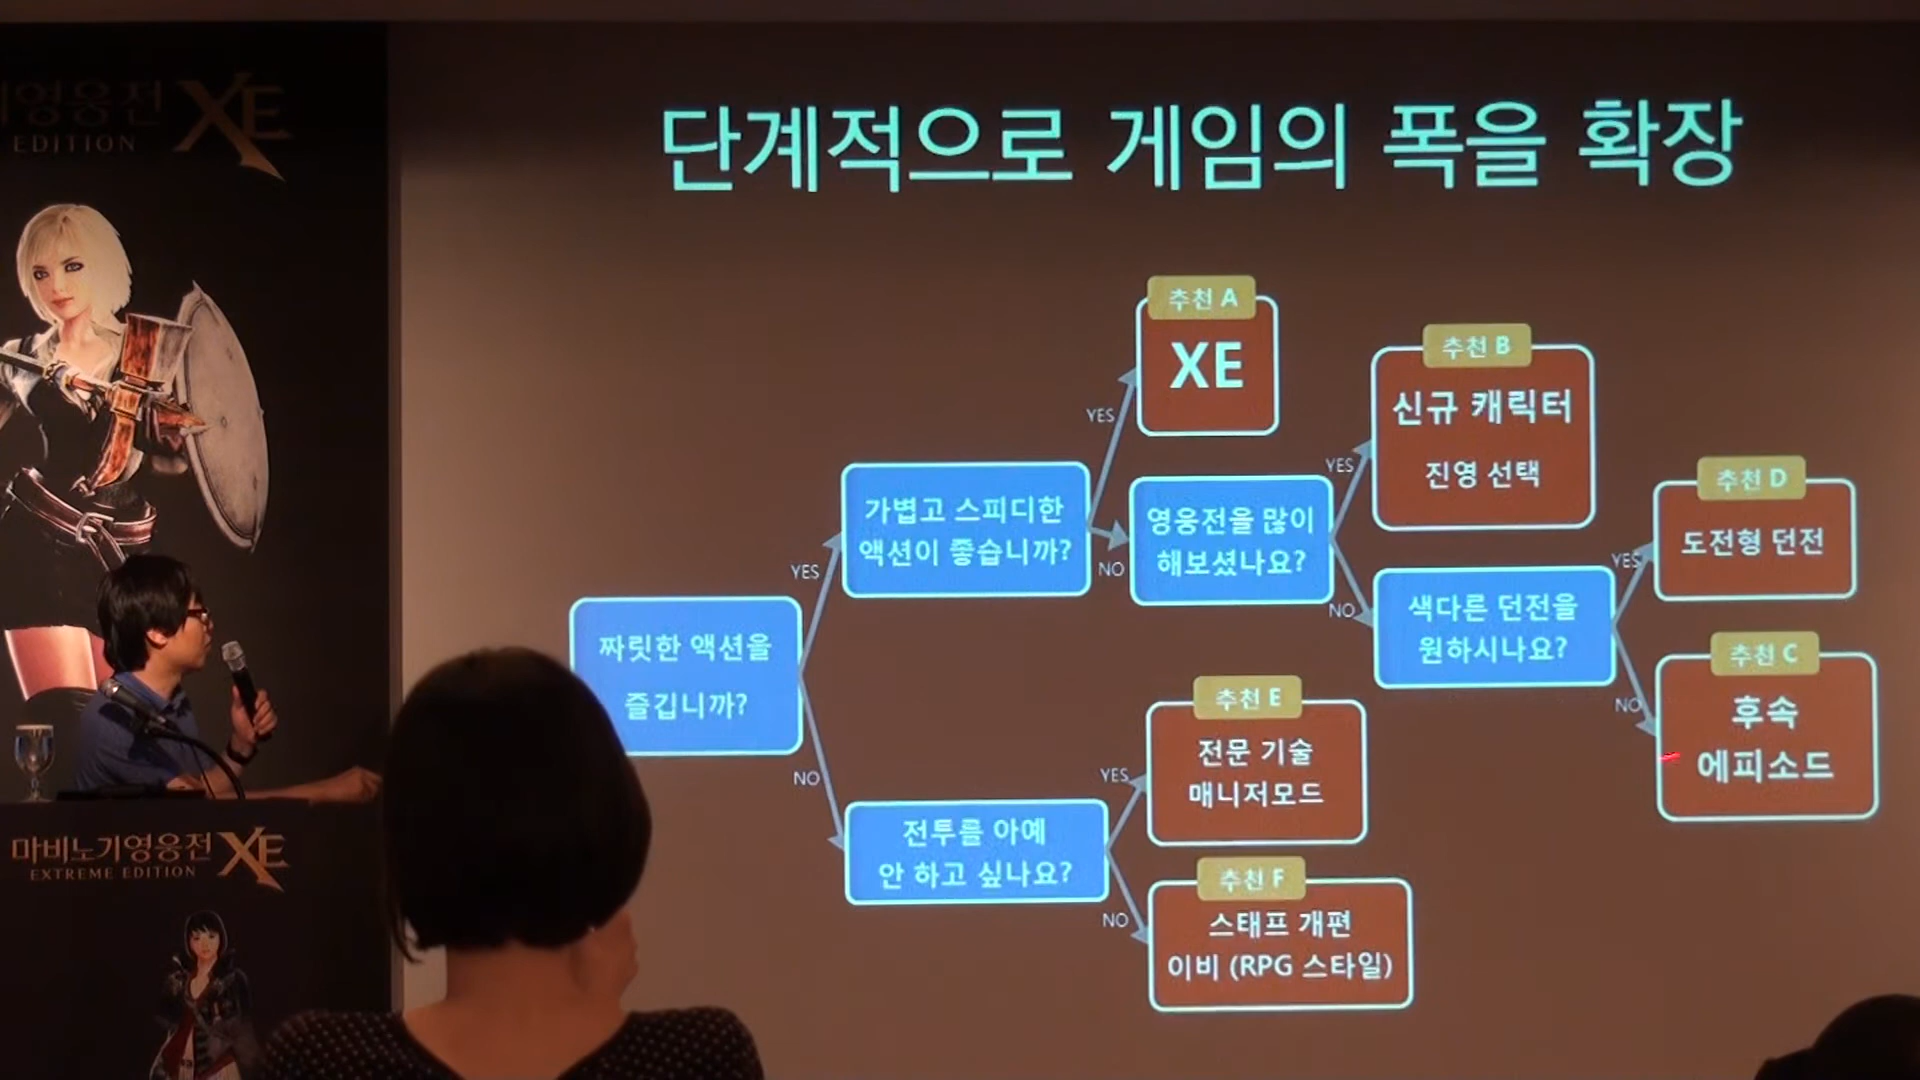 기영웅전 XE
EDITION
단계적으로 게임의 폭을 확장
추천 A
XE
추천 B
신규 캐릭터
진영 선택
YES
YES
가볍고 스피디한
액션이 좋습니까?
NO
영웅전을 많이
해보셨나요?
NO
추천 D
도전형 던전
YES
색다른 던전을
원하시나요?
NO
추천 C
후속
에피소드
YES
짜릿한 액션을
즐깁니까?
NO
전투를 아예
안 하고 싶나요?
YES
추천 E
전문 기술
매니저모드
NO
추천 F
스태프 개편
이비 (RPG 스타일)
마비노기영웅전 XE
EXTREME EDITION